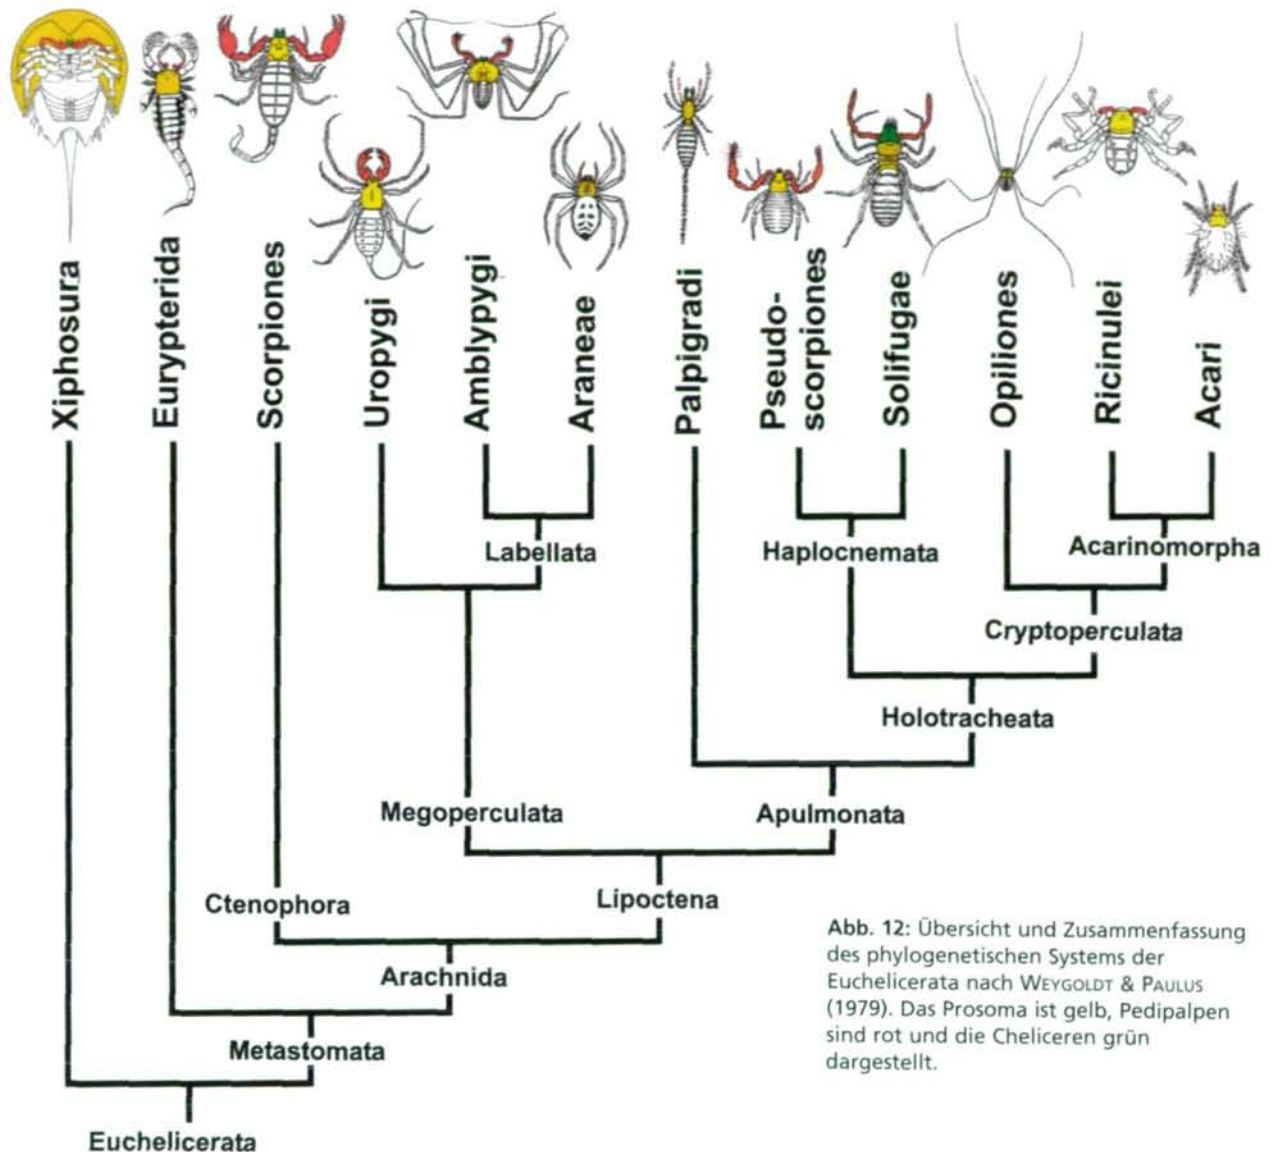 Xiphosura
Eurypterida
Scorpiones
Uropygi
Amblypygi
Araneae
Palpigradi
Pseudo-
scorpiones
Solifugae
Opiliones
Ricinulei
Acari
Labellata
Haplocnemata
Acarinomorpha
Cryptoperculata
Holotracheata
Megoperculata
Apulmonata
Ctenophora
Lipoctena
Arachnida
Metastomata
Euchelicerata
Abb. 12: Übersicht und Zusammenfassung
des phylogenetischen Systems der
Euchelicerata nach WEYGOLDT & PAULUS
(1979). Das Prosoma ist gelb, Pedipalpen
sind rot und die Cheliceren grün
dargestellt.